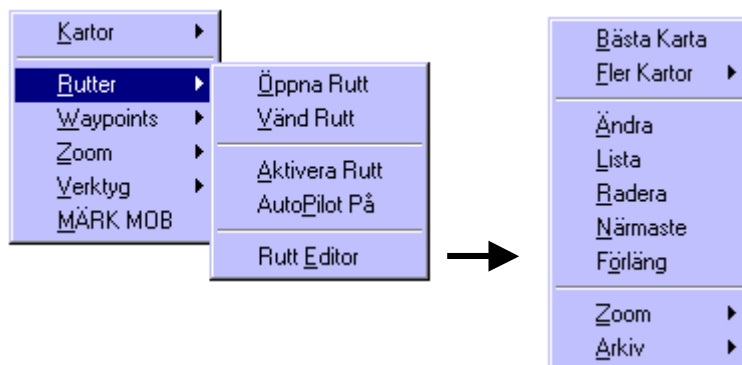 Kartor
Rutter
Waypoints
Zoom
Verktyg
MÄRK MOB
Öppna Rutt
Vänd Rutt
Aktivera Rutt
AutoPilot På
Rutt Editor
Bästa Karta
Fler Kartor
Ändra
Lista
Radera
Närmaste
Förläng
Zoom
Arkiv